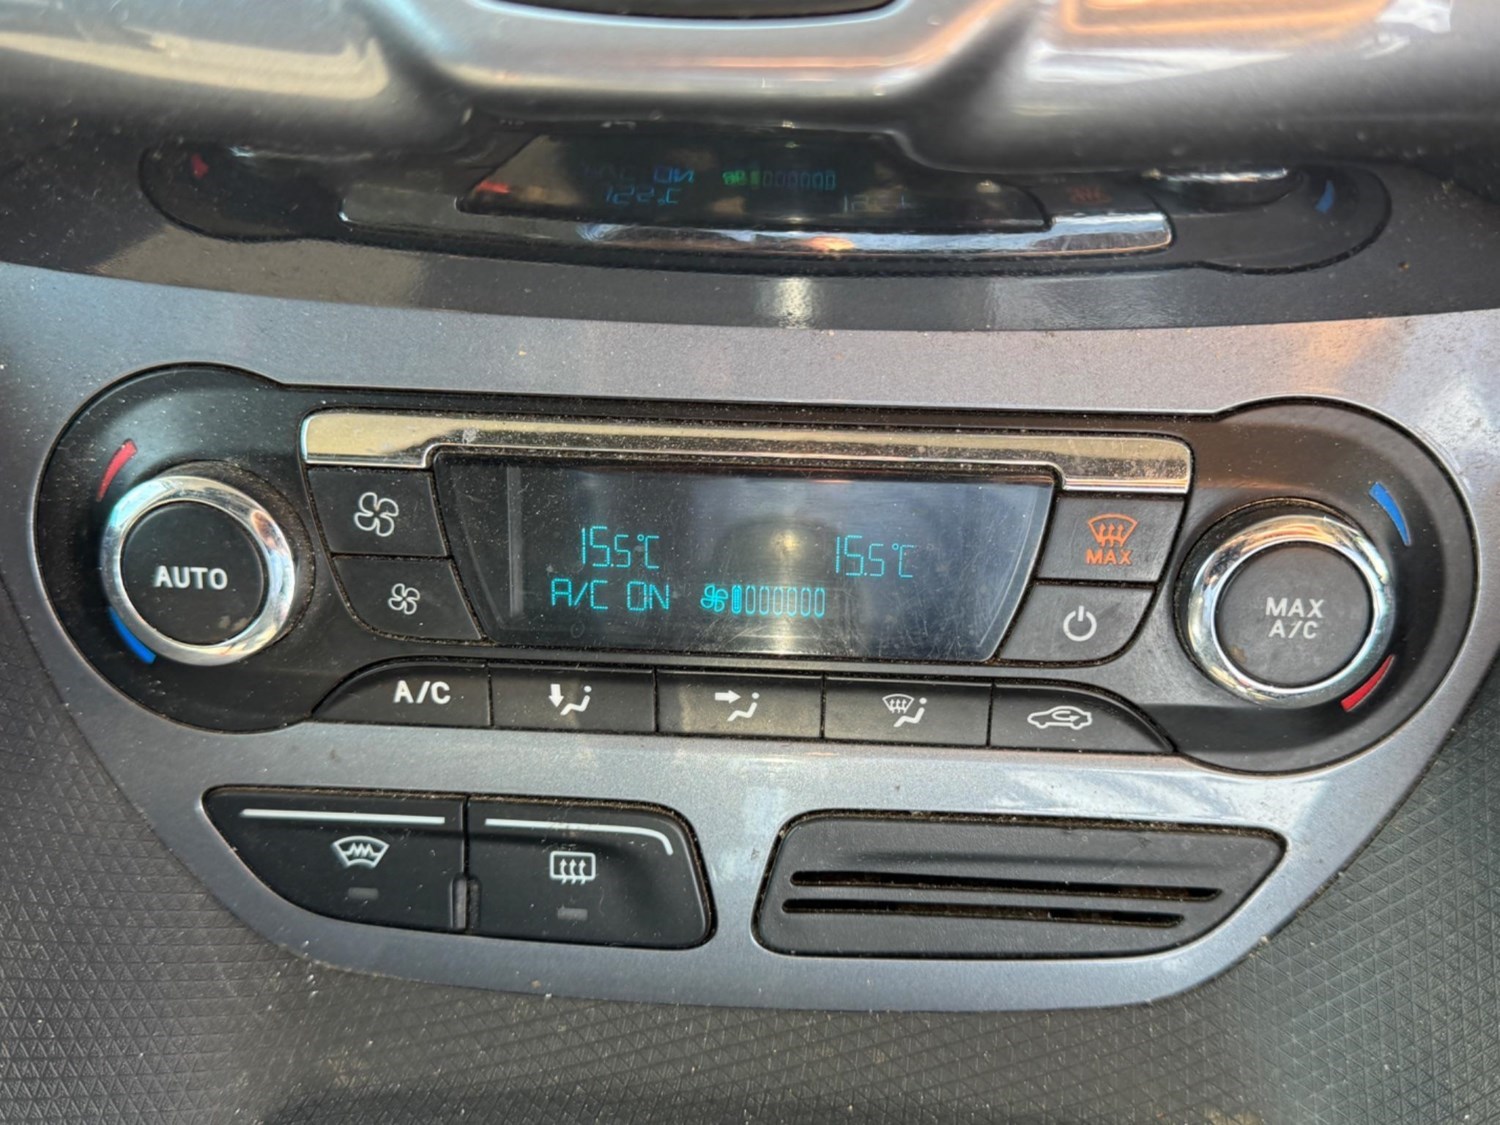 15.5°C 15.5°C
A/C ON
AUTO
MAX
MAX
A/C
A/C